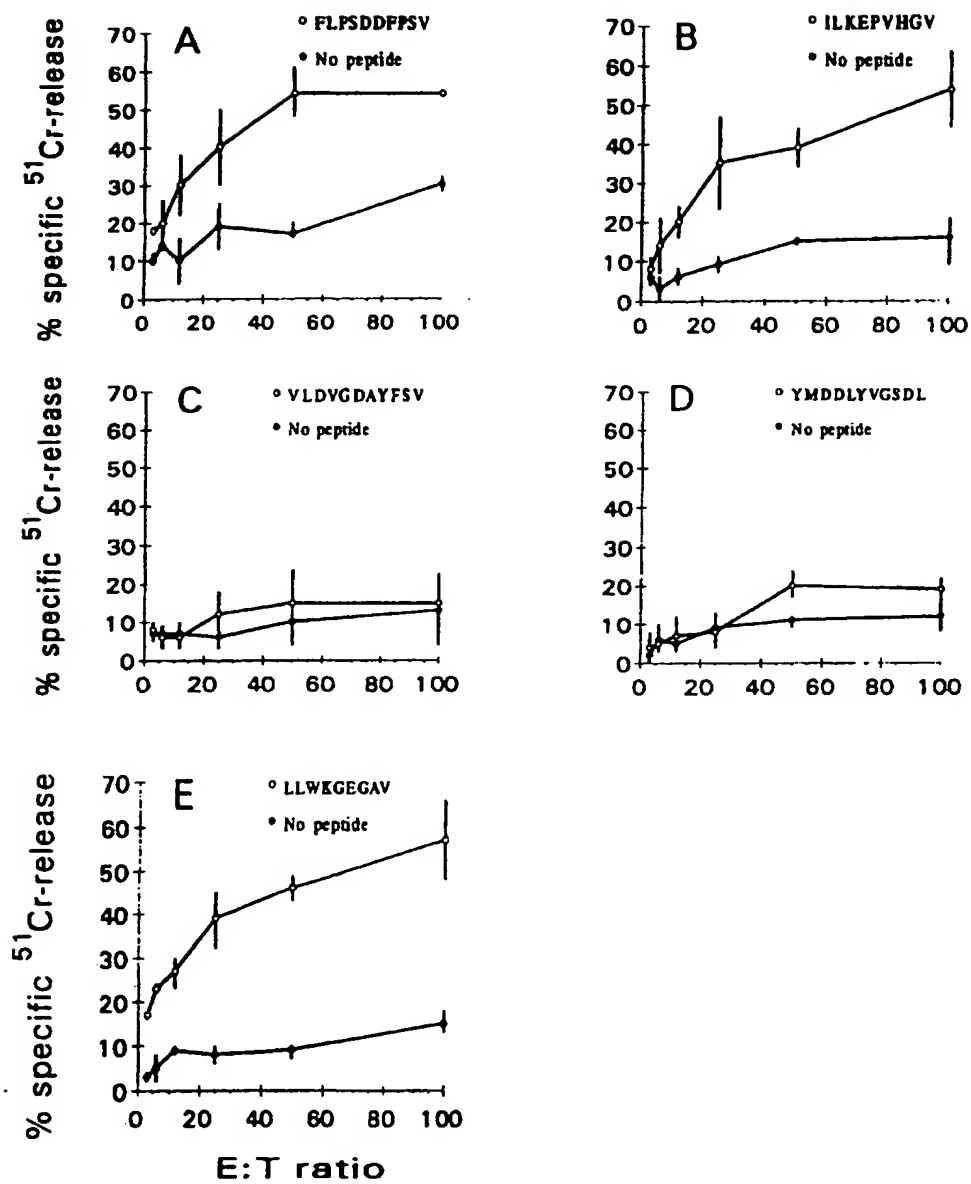 A
FLPSDDFPSV
No peptide
% specific 51Cr-release
70
60
50
40
30
20
10
0
0 20 40 60 80 100
B
ILKEPVHGV
No peptide
70
60
50
40
30
20
10
0
0 20 40 60 80 100
C
VLDVGDAYFSV
No peptide
% specific 51Cr-release
70
60
50
40
30
20
10
0
0 20 40 60 80 100
D
YMDDLYVGSDL
No peptide
70
60
50
40
30
20
10
0
0 20 40 60 80 100
E
LLWKGEGAV
No peptide
% specific 51Cr-release
70
60
50
40
30
20
10
0
0 20 40 60 80 100
E:T ratio